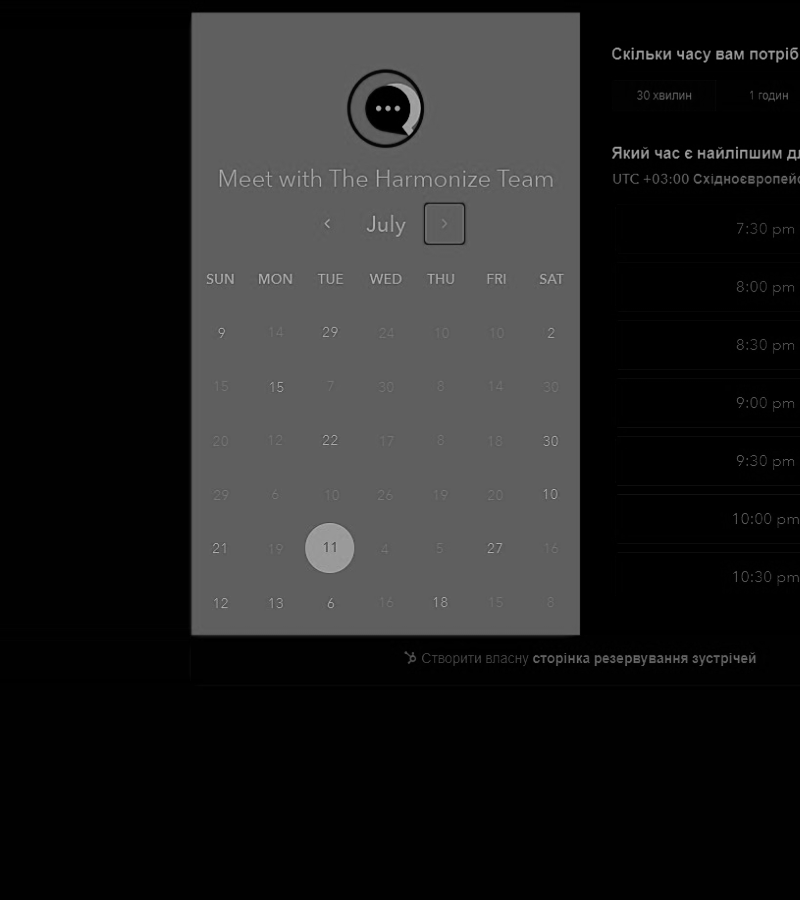 Meet with The Harmonize Team
July
SUN MON TUE WED THU FRI SAT
9 14 29 24 10 10 2
15 15 7 30 8 14 30
20 12 22 17 8 18 30
29 6 10 26 19 20 10
21 19 11 4 5 27 16
12 13 6 16 18 15 8
Скільки часу вам потріб
30 хвилин 1 годин
Який час є найліпшим д
UTC +03:00 Східноєвропейс
7:30 pm
8:00 pm
8:30 pm
9:00 pm
9:30 pm
10:00 pm
10:30 pm
Створити власну сторінка резервування зустрічей